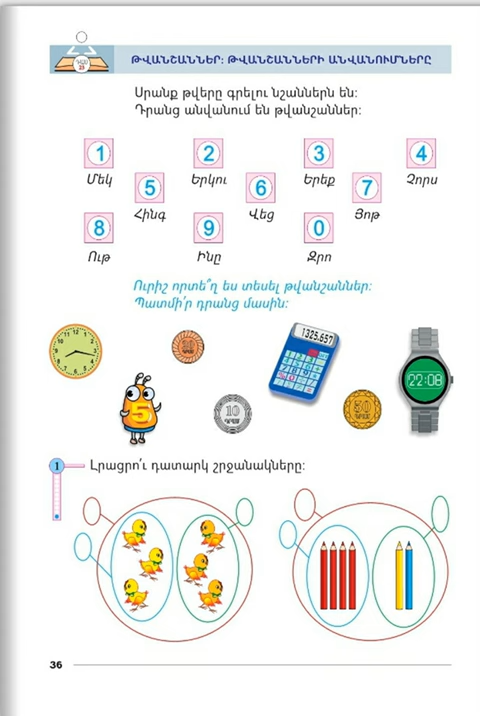 ԴԱՍ
23
ԹՎԱՆՇԱՆՆԵՐ: ԹՎԱՆՇԱՆՆԵՐԻ ԱՆՎԱՆՈՒՄՆԵՐԸ
Սրանք թվերը գրելու նշաններն են:
Դրանց անվանում են թվանշաններ:
1 2 3 4
Մեկ Երկու Երեք Չորս
5 6 7
Հինգ Վեց Յոթ
8 9 0
Ութ Ինը Զրո
Ուրիշ որտե՞ղ ես տեսել թվանշաններ:
Պատմի՛ր դրանց մասին:
1325.657
22:08
5
10
ԴՐԱՄ
50
ԴՐԱՄ
1 Լրացրո՛ւ դատարկ շրջանակները:
36